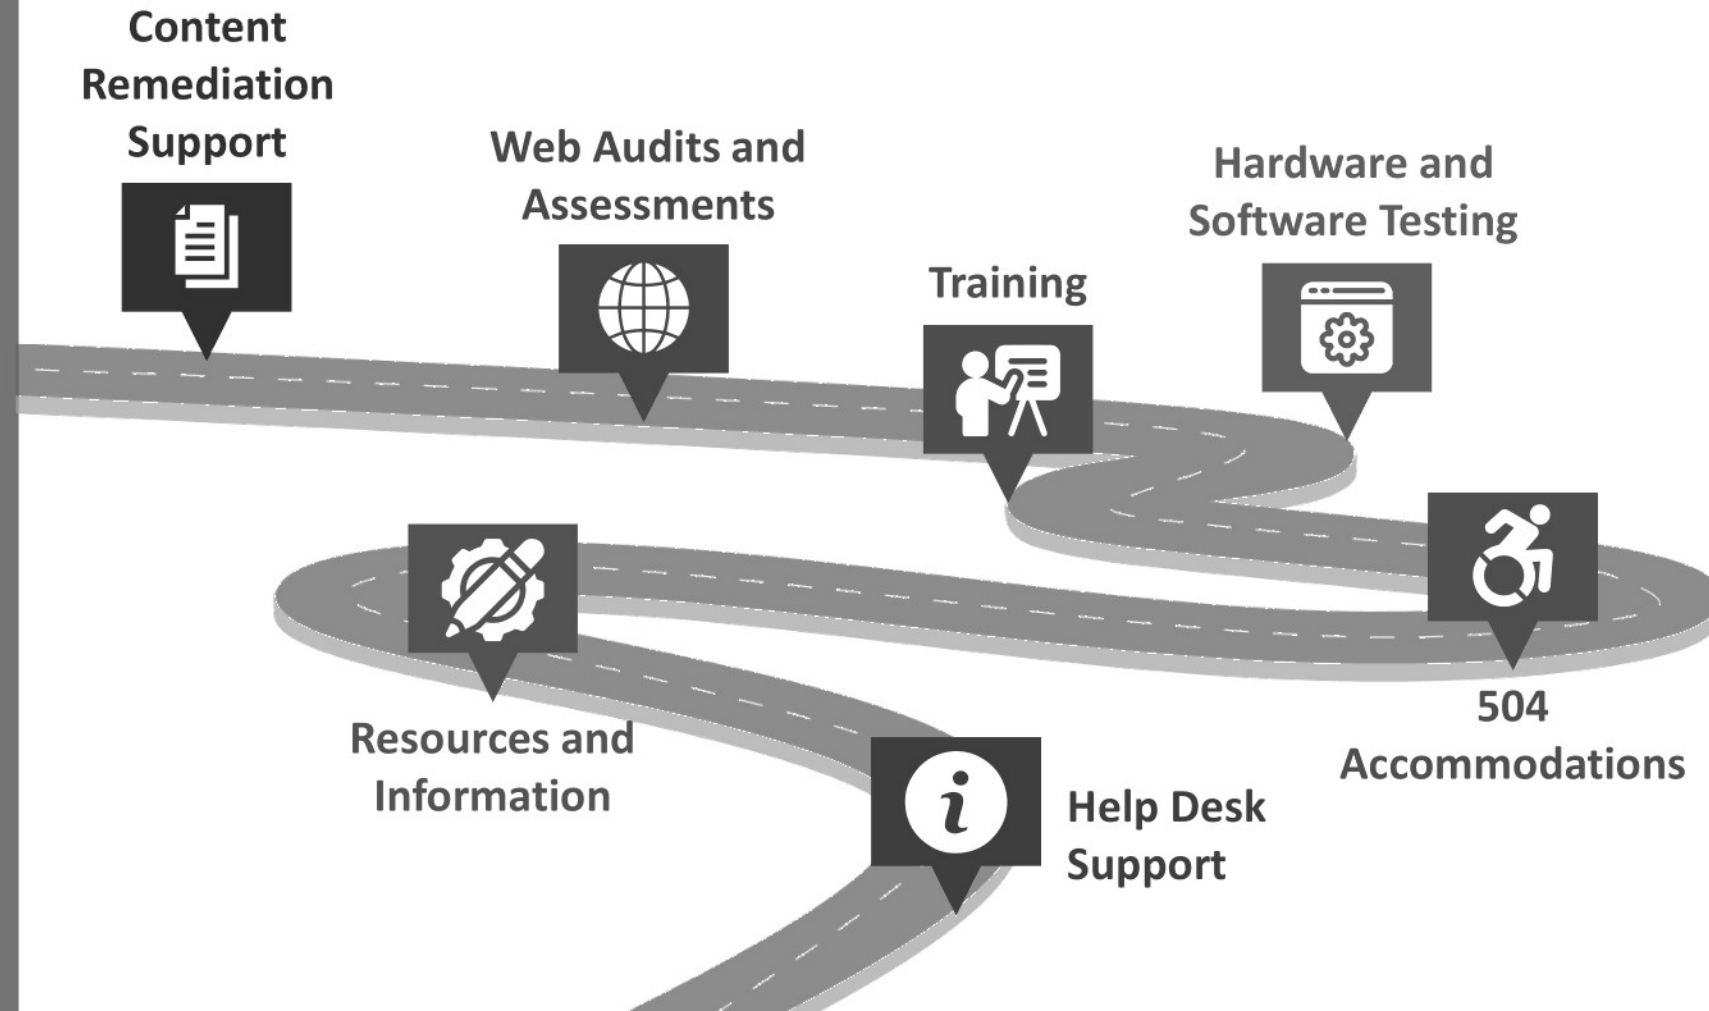 Content
Remediation
Support
Web Audits and
Assessments
Training
Hardware and
Software Testing
504
Accommodations
Resources and
Information
Help Desk
Support